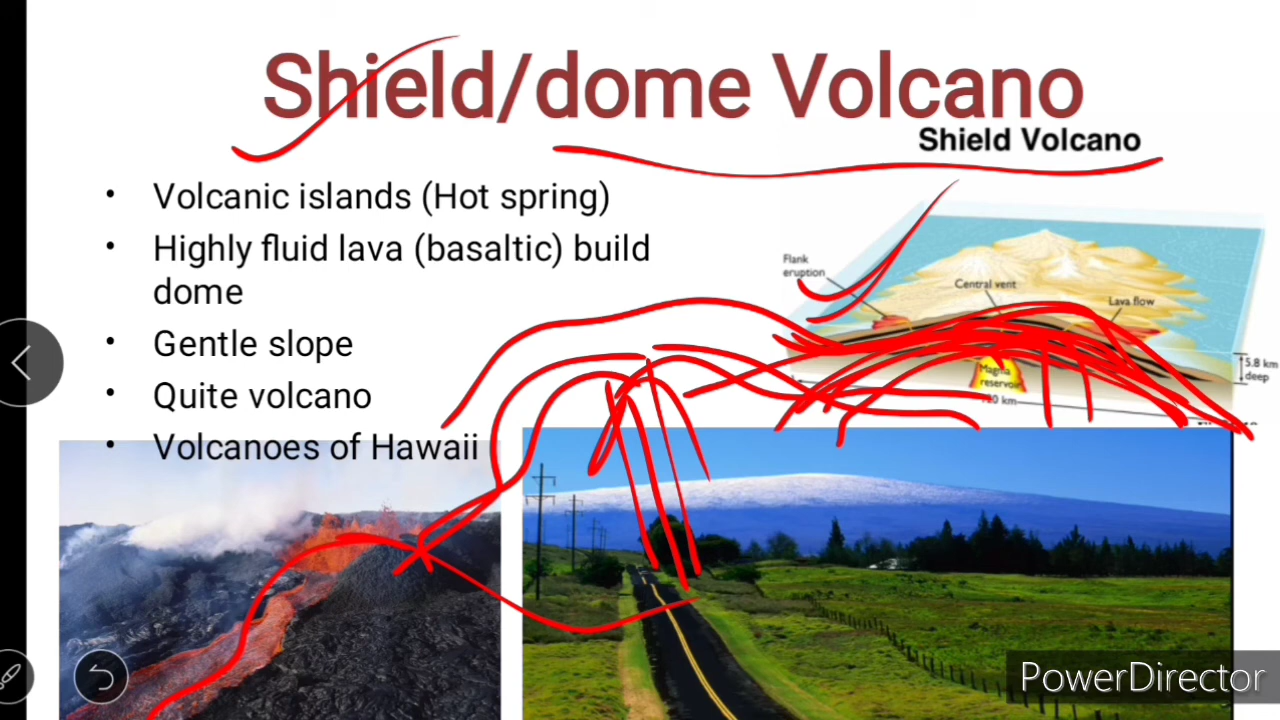 Shield/dome Volcano
Shield Volcano
• Volcanic islands (Hot spring)
• Highly fluid lava (basaltic) build
dome
• Gentle slope
• Quite volcano
• Volcanoes of Hawaii
Flank
eruption
Central vent
Lava flow
Magma
reservoir
5.8 km
deep
PowerDirector